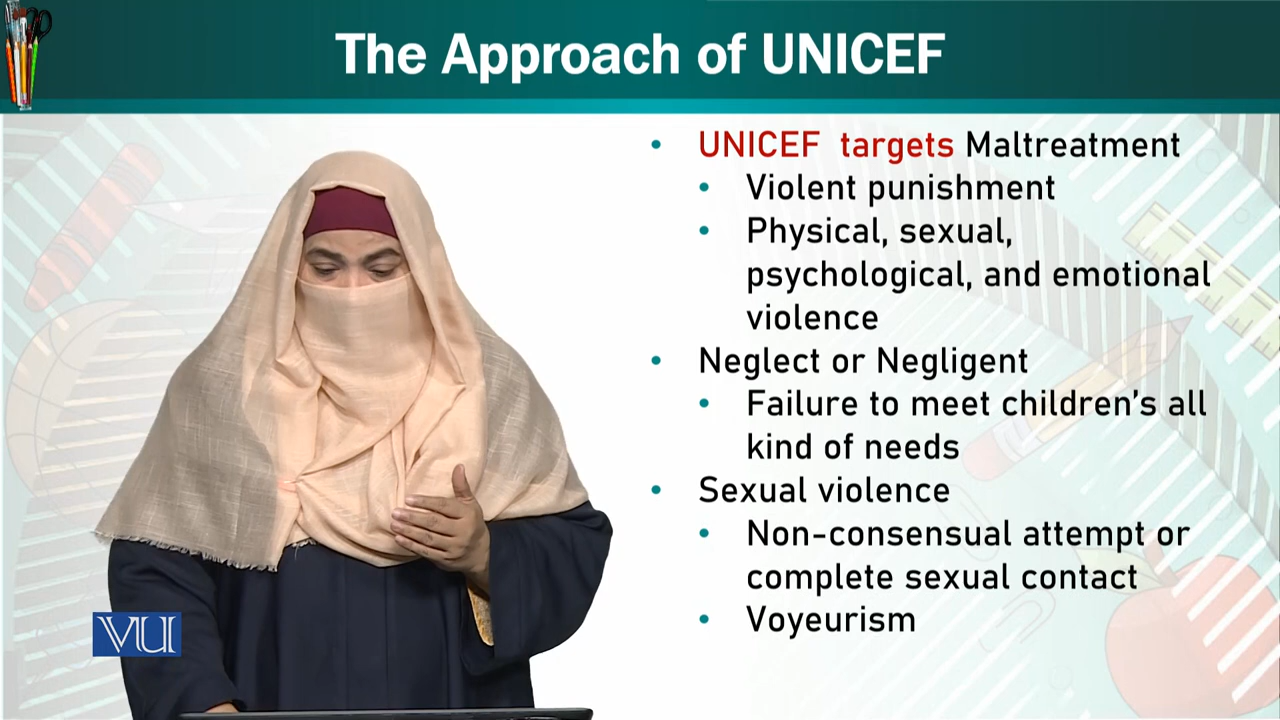 The Approach of UNICEF
• UNICEF targets Maltreatment
• Violent punishment
• Physical, sexual,
psychological, and emotional
violence
• Neglect or Negligent
• Failure to meet children’s all
kind of needs
• Sexual violence
• Non-consensual attempt or
complete sexual contact
• Voyeurism
VU